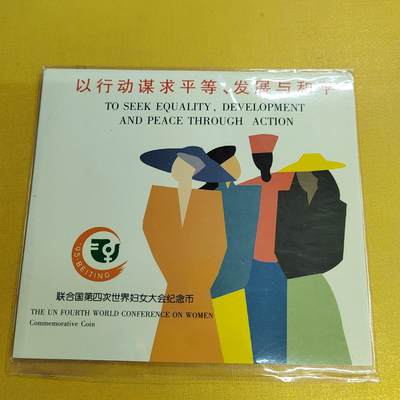 以行动谋求平等、发展与和平
TO SEEK EQUALITY, DEVELOPMENT
AND PEACE THROUGH ACTION
'95·BEIJING
联合国第四次世界妇女大会纪念币
THE UN FOURTH WORLD CONFERENCE ON WOMEN
Commemorative Coin